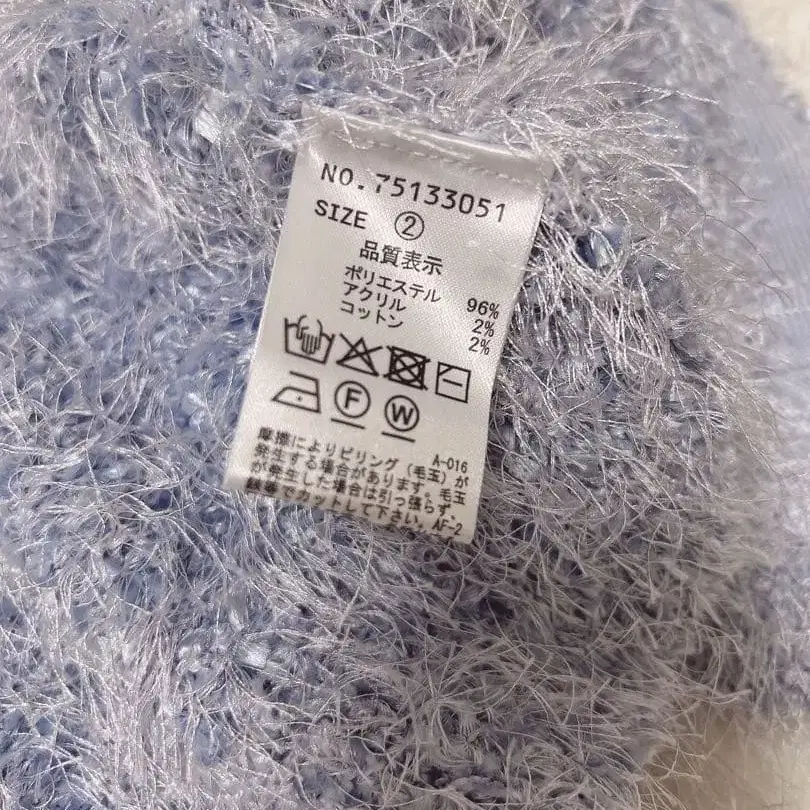 NO.75133051
SIZE ②
品質表示
ポリエステル 96%
アクリル 2%
コットン 2%
F W
A-016
摩擦によりピリング(毛玉)が
発生する場合があります。毛玉
が発生した場合は引っ張らず、
鋏等でカットして下さい。AF-2